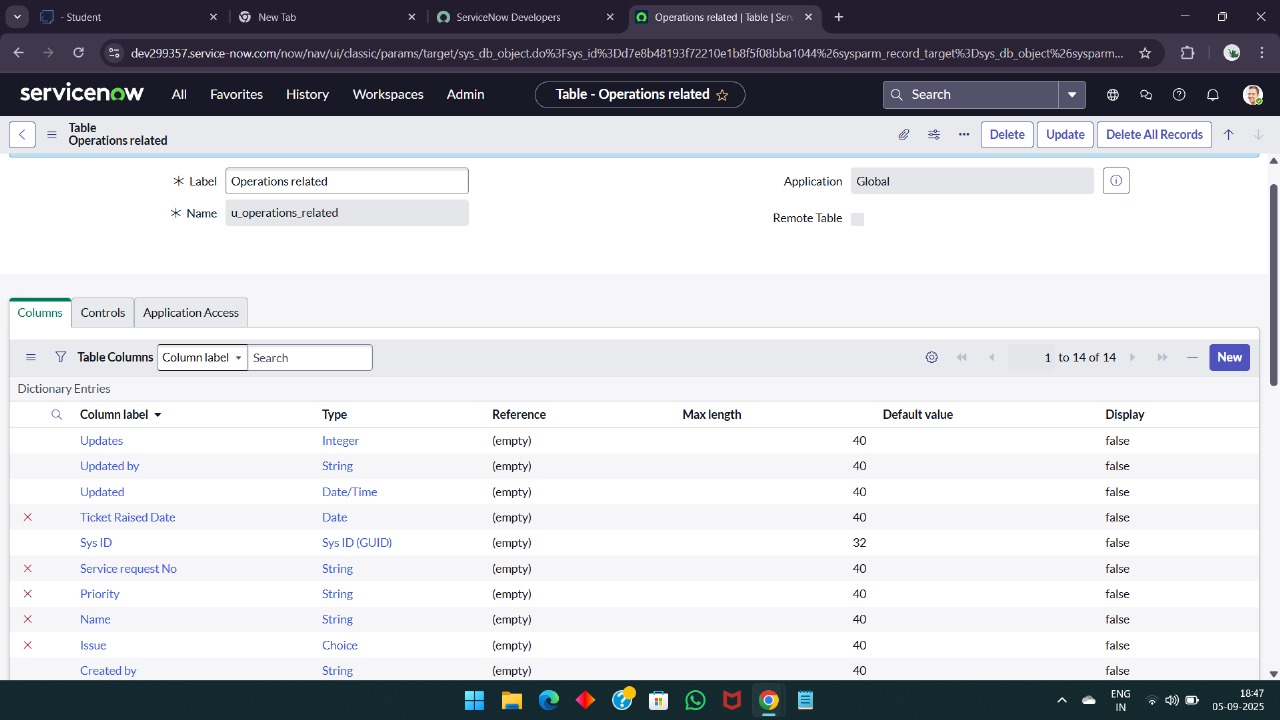 - Student
New Tab
ServiceNow Developers
Operations related | Table | Ser
dev299357.service-now.com/now/nav/ui/classic/params/target/sys_db_object.do%3Fsys_id%3Dd7e8b48193f72210e1b8f5f08bba1044%26sysparm_record_target%3Dsys_db_object%26sysparm...
servicenow All Favorites History Workspaces Admin Table - Operations related Search
Table
Operations related
Delete Update Delete All Records
Label Operations related Application Global
Name u_operations_related Remote Table
Columns Controls Application Access
Table Columns Column label Search 1 to 14 of 14 New
Dictionary Entries
Column label Type Reference Max length Default value Display
Updates Integer (empty) 40 false
Updated by String (empty) 40 false
Updated Date/Time (empty) 40 false
Ticket Raised Date Date (empty) 40 false
Sys ID Sys ID (GUID) (empty) 32 false
Service request No String (empty) 40 false
Priority String (empty) 40 false
Name String (empty) 40 false
Issue Choice (empty) 40 false
Created by String (empty) 40 false
ENG
IN
18:47
05-09-2025